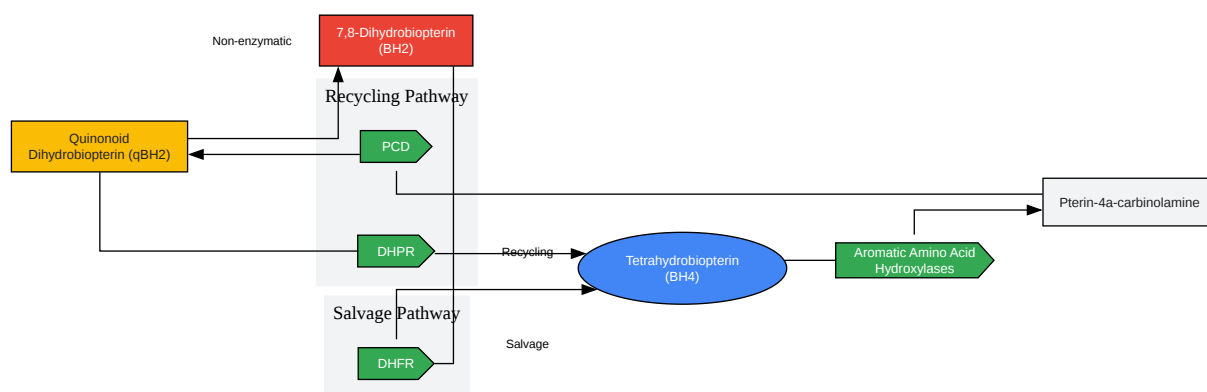 7,8-Dihydrobiopterin
(BH2)
Non-enzymatic
Recycling Pathway
Quinonoid
Dihydrobiopterin (qBH2)
PCD
Pterin-4a-carbinolamine
DHPR
Recycling
Tetrahydrobiopterin
(BH4)
Aromatic Amino Acid
Hydroxylases
Salvage Pathway
Salvage
DHFR